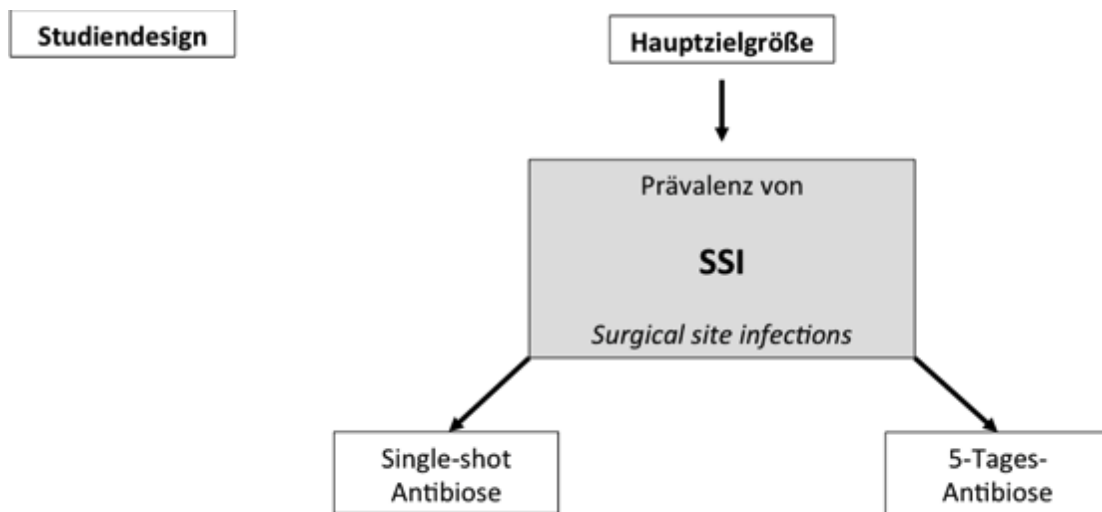 Studiendesign
Hauptzielgröße
Prävalenz von
SSI
Surgical site infections
Single-shot
Antibiose
5-Tages-
Antibiose